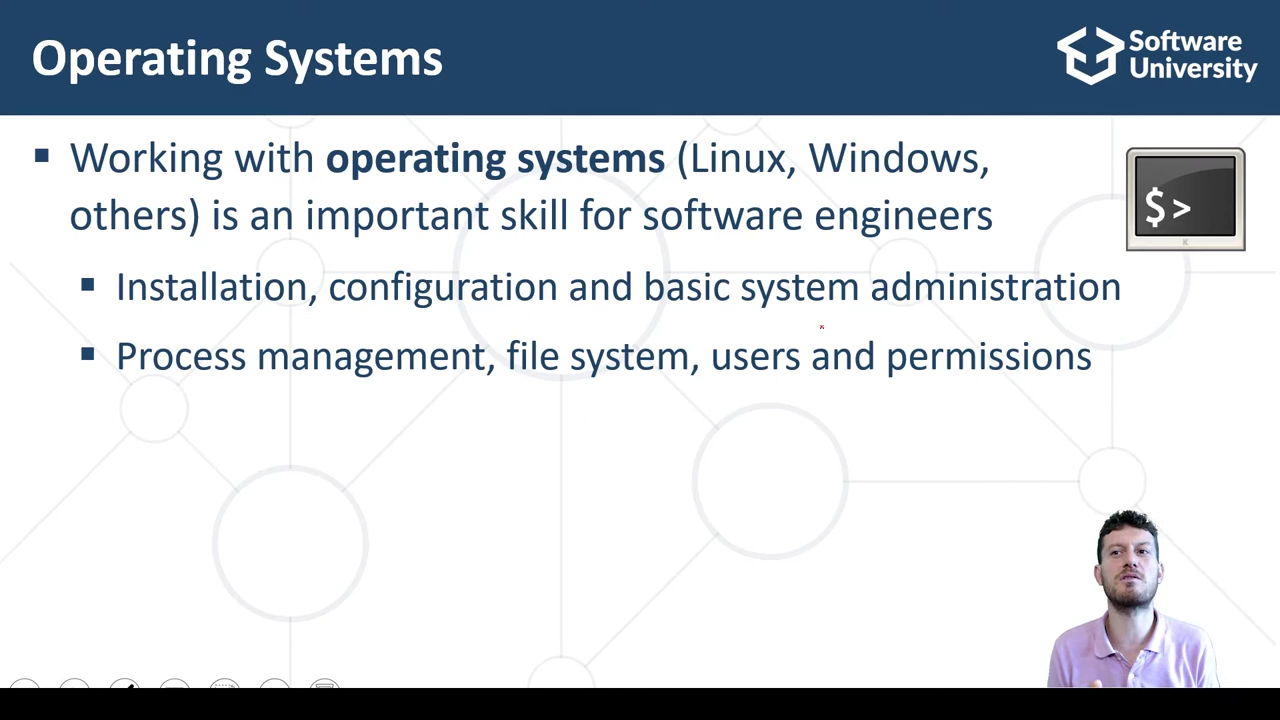 Operating Systems
Software
University
▪ Working with operating systems (Linux, Windows,
others) is an important skill for software engineers
$ >
▪ Installation, configuration and basic system administration
▪ Process management, file system, users and permissions